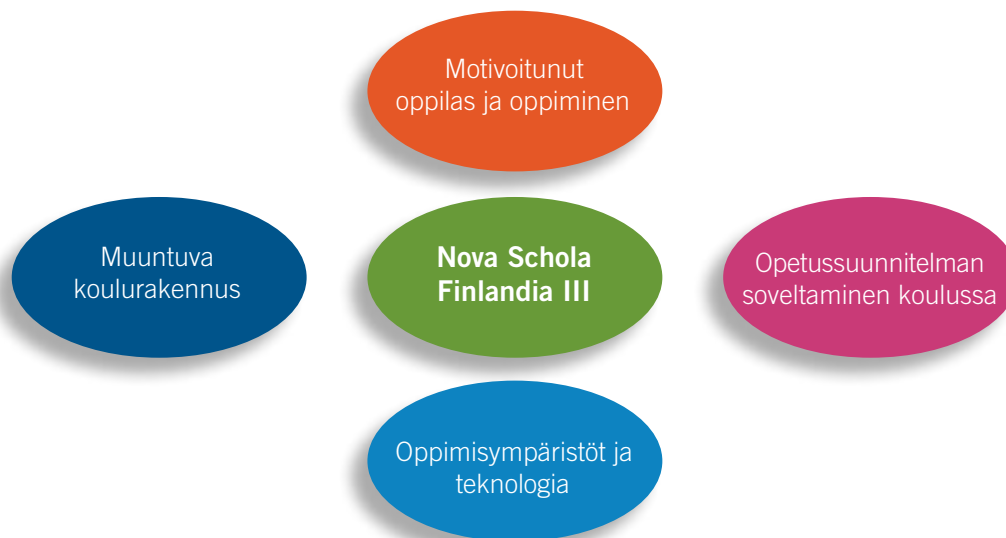 Motivoitunut
oppilas ja oppiminen
Muuntuva
koulurakennus
Nova Schola
Finlandia III
Opetussuunnitelman
soveltaminen koulussa
Oppimisympäristöt ja
teknologia